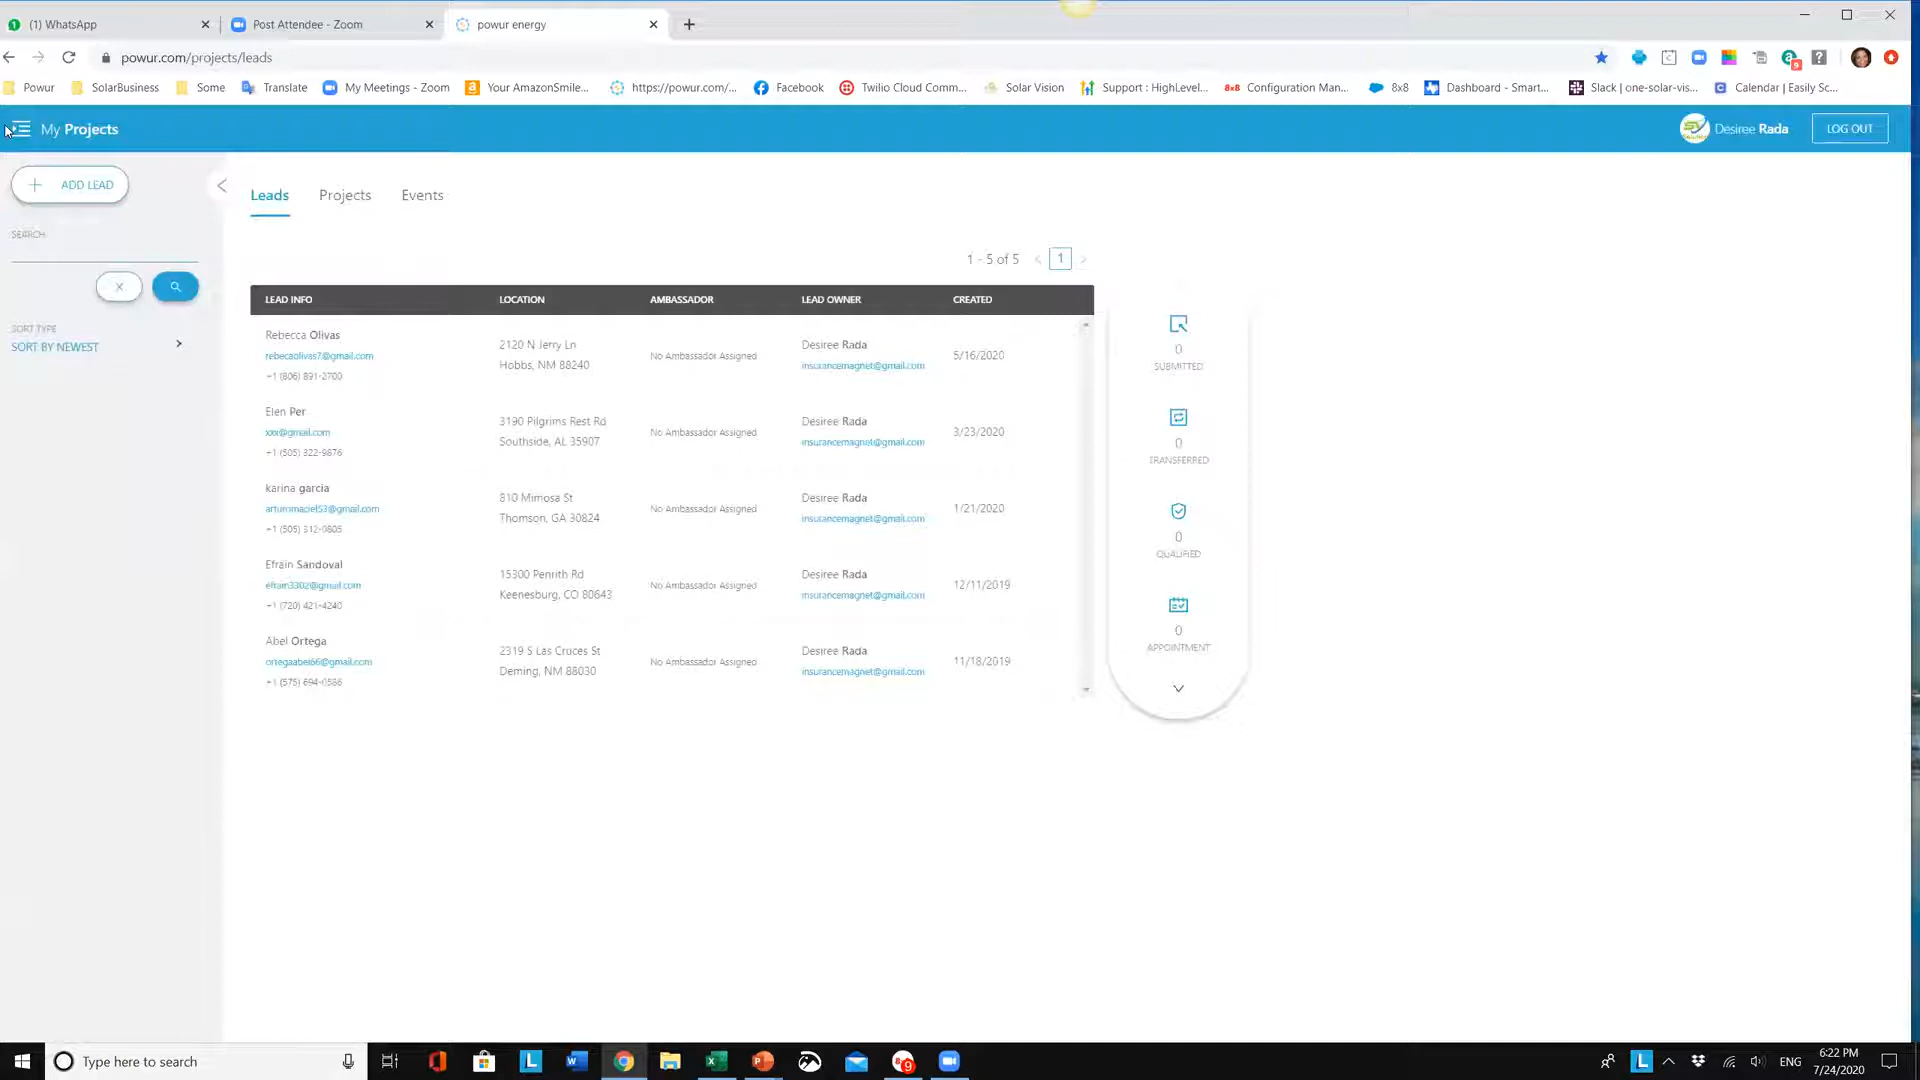 (1) WhatsApp
Post Attendee - Zoom
powur energy
powur.com/projects/leads
Powur
SolarBusiness
Some
Translate
My Meetings - Zoom
Your AmazonSmile...
https://powur.com/...
Facebook
Twilio Cloud Comm...
Solar Vision
Support : HighLevel...
8x8 Configuration Man...
8x8
Dashboard - Smart...
Slack | one-solar-vis...
Calendar | Easily Sc...
My Projects
Desiree Rada
LOG OUT
ADD LEAD
SEARCH
SORT TYPE
SORT BY NEWEST
Leads Projects Events
1 - 5 of 5 < 1 >
LEAD INFO LOCATION AMBASSADOR LEAD OWNER CREATED
Rebecca Olivas
rebecaolivas7@gmail.com
+1 (806) 891-2700
2120 N Jerry Ln
Hobbs, NM 88240
No Ambassador Assigned
Desiree Rada
insurancemagnet@gmail.com
5/16/2020
Elen Per
xxx@gmail.com
+1 (505) 322-9876
3190 Pilgrims Rest Rd
Southside, AL 35907
No Ambassador Assigned
Desiree Rada
insurancemagnet@gmail.com
3/23/2020
karina garcia
+1 (505) 312-0805
810 Mimosa St
Thomson, GA 30824
No Ambassador Assigned
Desiree Rada
insurancemagnet@gmail.com
1/21/2020
Efrain Sandoval
efrain3302@gmail.com
+1 (720) 421-4240
15300 Penrith Rd
Keenesburg, CO 80643
No Ambassador Assigned
Desiree Rada
insurancemagnet@gmail.com
12/11/2019
Abel Ortega
ortegaabel66@gmail.com
+1 (575) 694-0586
2319 S Las Cruces St
Deming, NM 88030
No Ambassador Assigned
Desiree Rada
insurancemagnet@gmail.com
11/18/2019
0
SUBMITTED
0
TRANSFERRED
0
QUALIFIED
0
APPOINTMENT
Type here to search
ENG
6:22 PM
7/24/2020